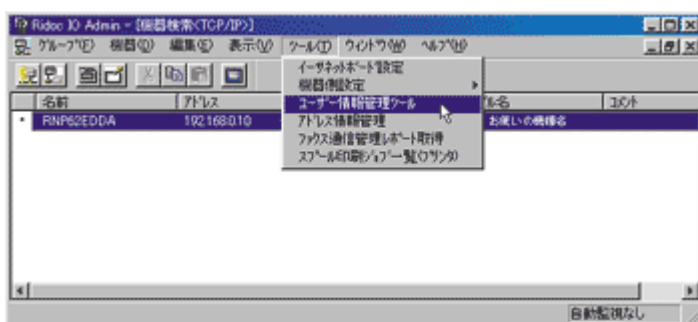 Ridoc IO Admin - [機器検索<TCP/IP>]
グループ(F) 機器(Q) 編集(E) 表示(V) ツール(T) ウィンドウ(W) ヘルプ(H)
イーサネットボード設定
機器側設定
ユーザー情報管理ツール
アドレス情報管理
ファクス通信管理レポート取得
スプール印刷ジョブ一覧(プリンタ)
名前 アドレス ル名 コメント
RNP62EDDA 192.168.0.10 お使いの機種名
自動監視なし